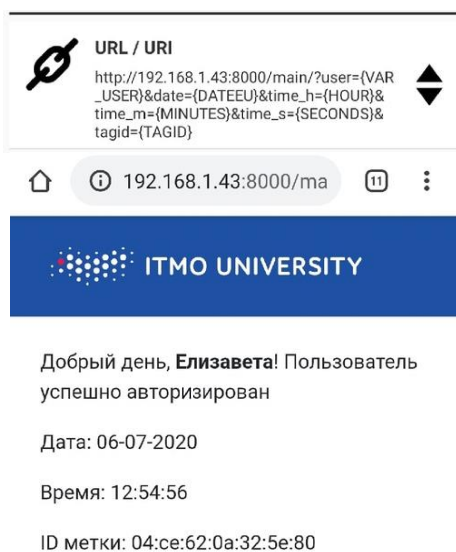 URL / URI
http://192.168.1.43:8000/main/?user={VAR
_USER}&date={DATEEU}&time_h={HOUR}&
time_m={MINUTES}&time_s={SECONDS}&
tagid={TAGID}
192.168.1.43:8000/ma
11
ITMO UNIVERSITY
Добрый день, Елизавета! Пользователь
успешно авторизирован
Дата: 06-07-2020
Время: 12:54:56
ID метки: 04:ce:62:0a:32:5e:80